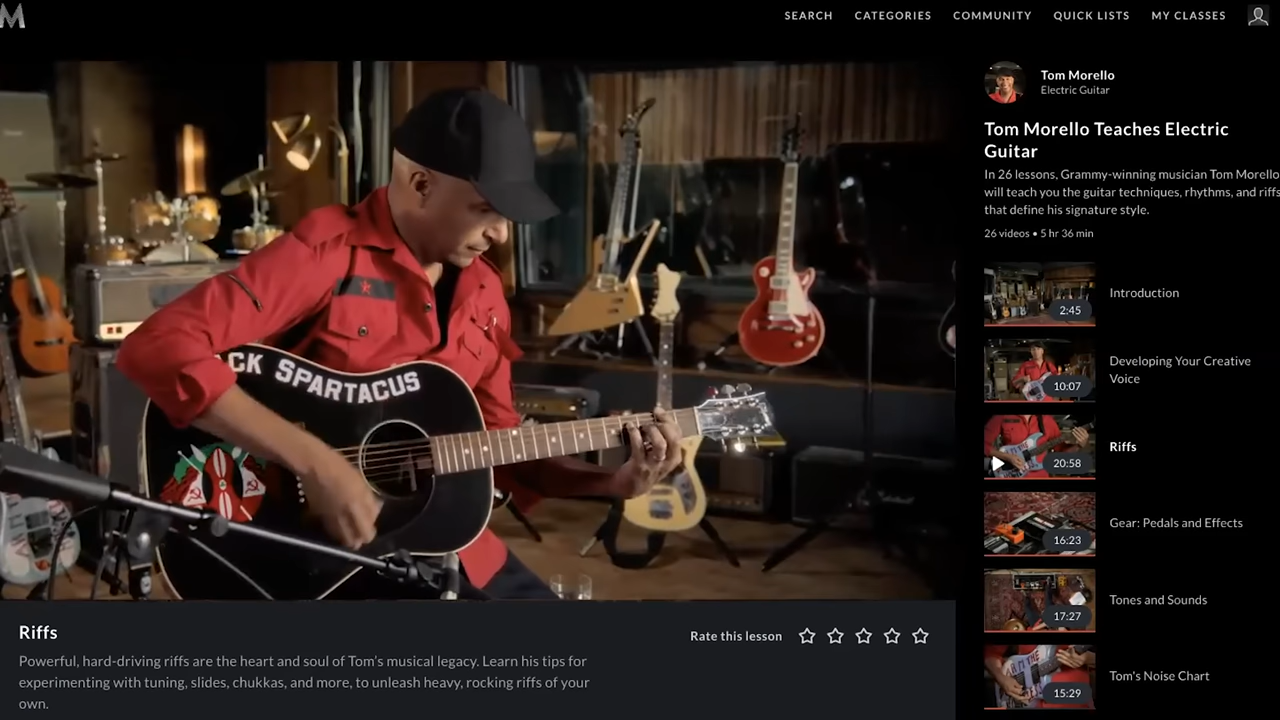 M
SEARCH CATEGORIES COMMUNITY QUICK LISTS MY CLASSES
Tom Morello
Electric Guitar
Tom Morello Teaches Electric
Guitar
In 26 lessons, Grammy-winning musician Tom Morello
will teach you the guitar techniques, rhythms, and riffs
that define his signature style.
26 videos • 5 hr 36 min
2:45
Introduction
10:07
Developing Your Creative
Voice
20:58
Riffs
16:23
Gear: Pedals and Effects
17:27
Tones and Sounds
15:29
Tom's Noise Chart
CK SPARTACUS
Riffs
Rate this lesson
Powerful, hard-driving riffs are the heart and soul of Tom's musical legacy. Learn his tips for
experimenting with tuning, slides, chukkas, and more, to unleash heavy, rocking riffs of your
own.